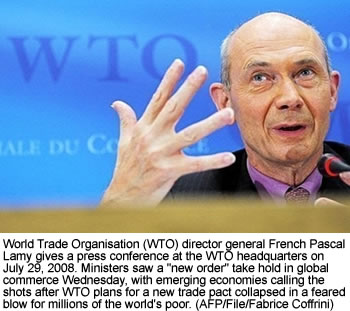 WTO
ALE DU CO
World Trade Organisation (WTO) director general French Pascal
Lamy gives a press conference at the WTO headquarters on
July 29, 2008. Ministers saw a "new order" take hold in global
commerce Wednesday, with emerging economies calling the
shots after WTO plans for a new trade pact collapsed in a feared
blow for millions of the world's poor. (AFP/File/Fabrice Coffrini)